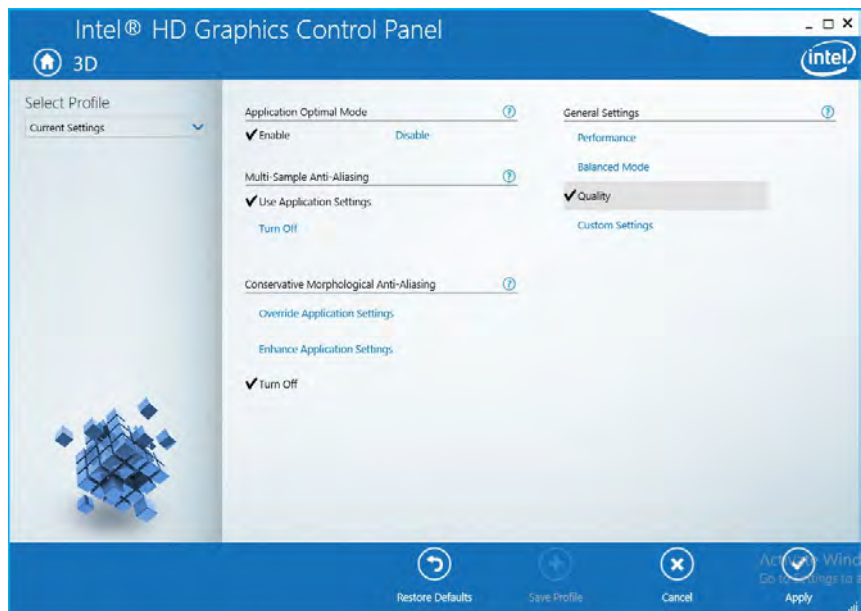 Intel® HD Graphics Control Panel
3D
intel
Select Profile
Current Settings
Application Optimal Mode
Enable Disable
Multi-Sample Anti-Aliasing
Use Application Settings
Turn Off
Conservative Morphological Anti-Aliasing
Override Application Settings
Enhance Application Settings
Turn Off
General Settings
Performance
Balanced Mode
Quality
Custom Settings
Restore Defaults
Save Profile
Cancel
Apply